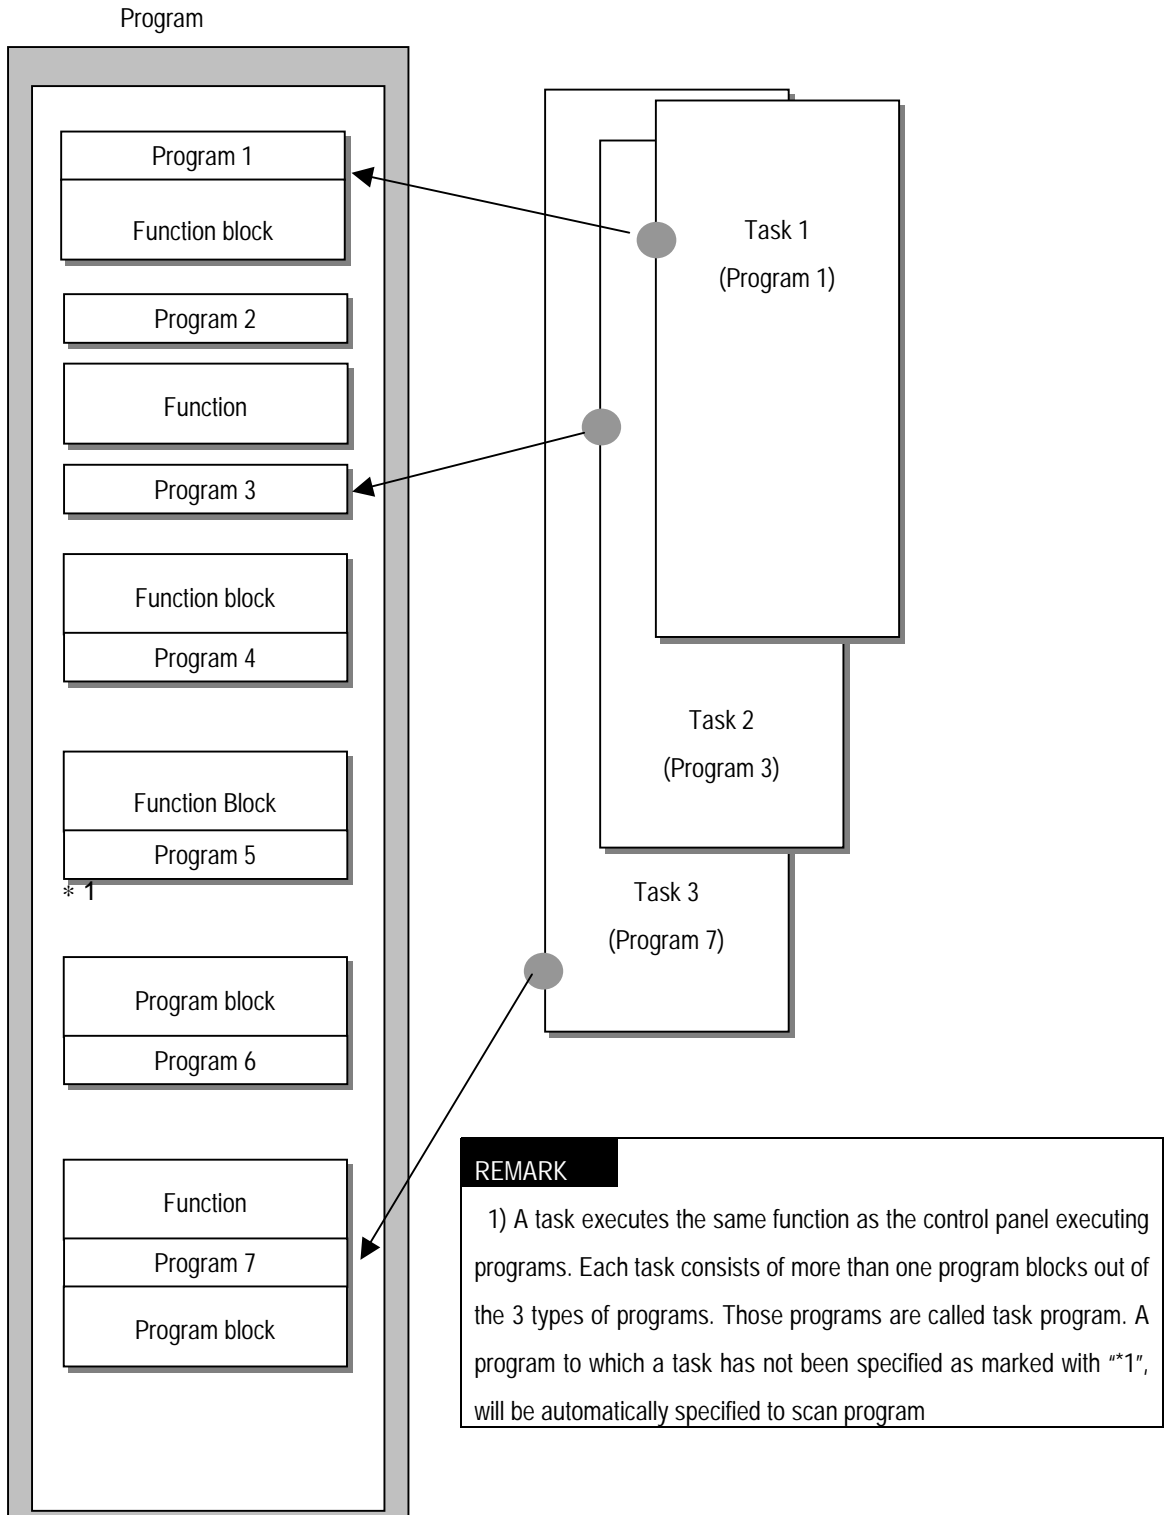 Program
Program 1
Function block
Program 2
Function
Program 3
Function block
Program 4
Function Block
Program 5
* 1
Program block
Program 6
Function
Program 7
Program block
Task 1
(Program 1)
Task 2
(Program 3)
Task 3
(Program 7)
REMARK
1) A task executes the same function as the control panel executing
programs. Each task consists of more than one program blocks out of
the 3 types of programs. Those programs are called task program. A
program to which a task has not been specified as marked with “*1”,
will be automatically specified to scan program